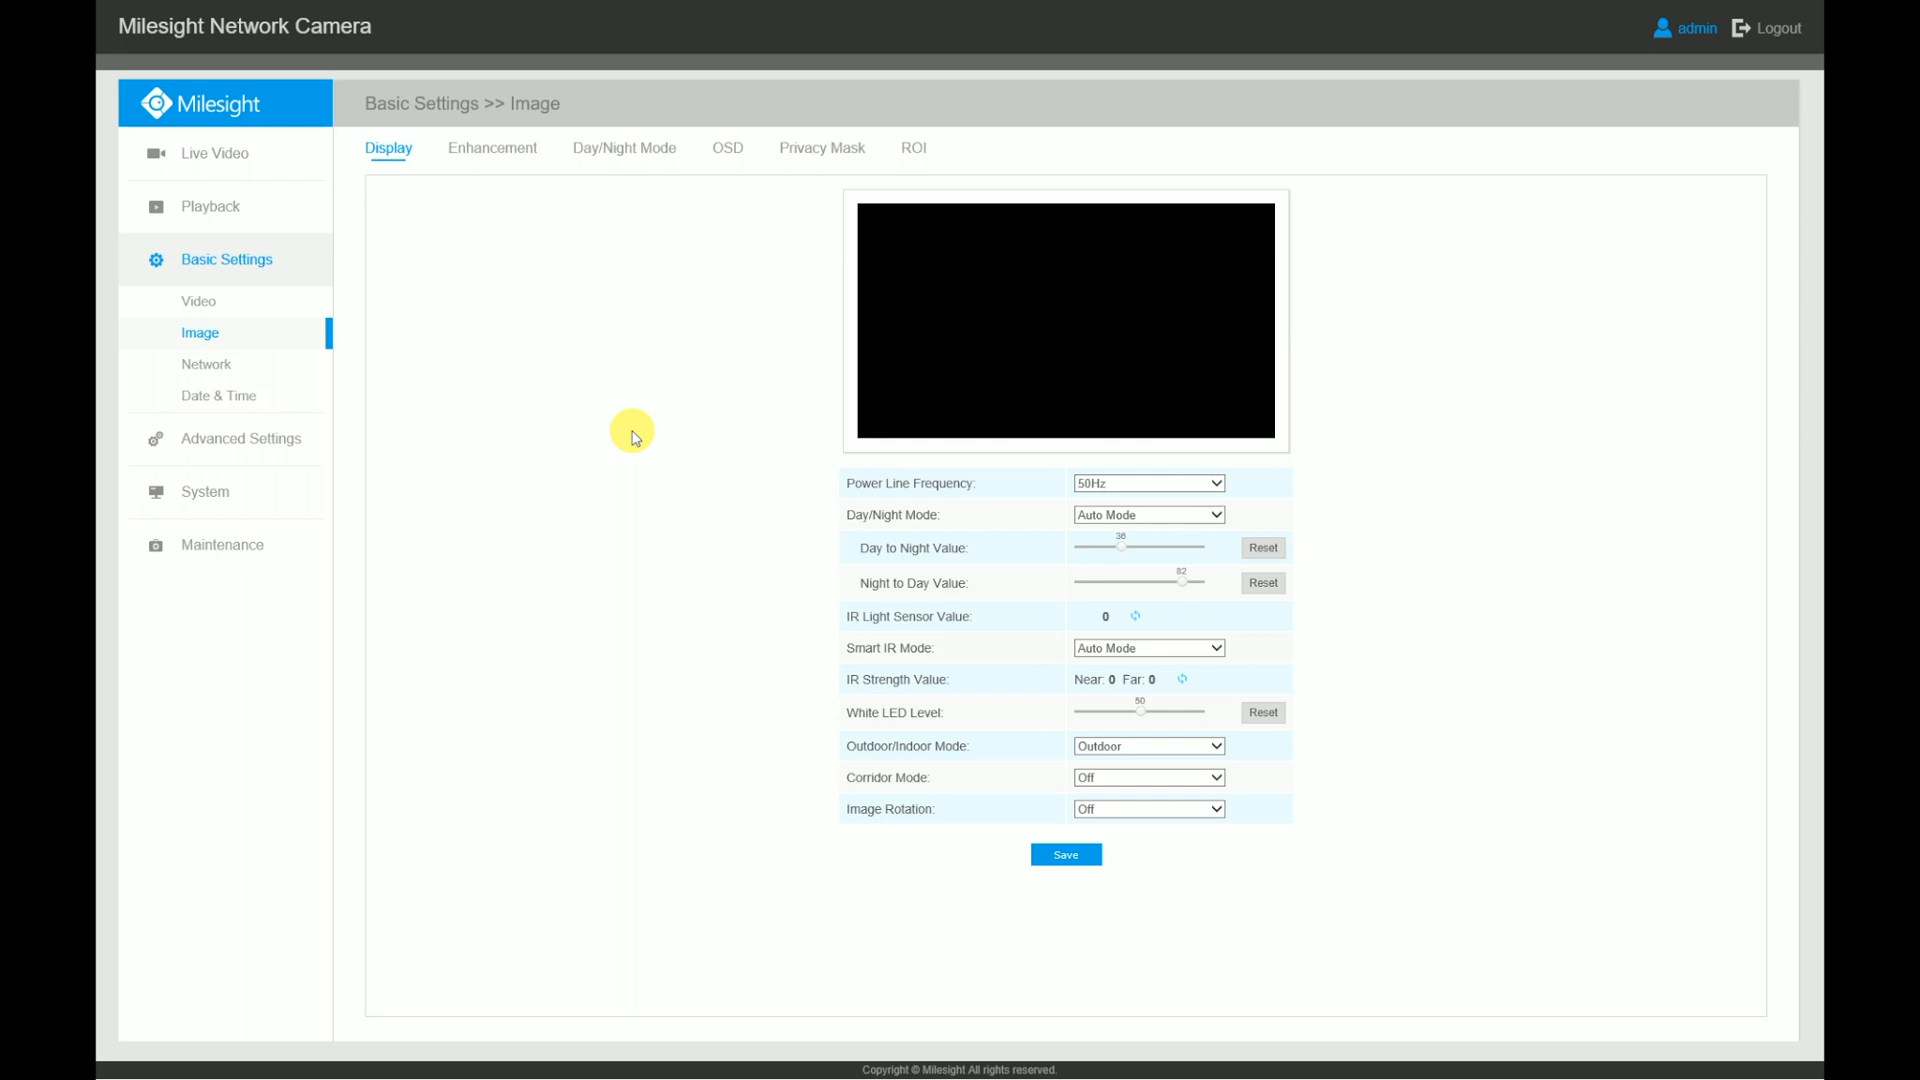 Milesight Network Camera
admin
Logout
Milesight
Basic Settings >> Image
Live Video
Playback
Basic Settings
Video
Image
Network
Date & Time
Advanced Settings
System
Maintenance
Display
Enhancement
Day/Night Mode
OSD
Privacy Mask
ROI
Power Line Frequency: 50Hz
Day/Night Mode: Auto Mode
Day to Night Value: 36 Reset
Night to Day Value: 82 Reset
IR Light Sensor Value: 0
Smart IR Mode: Auto Mode
IR Strength Value: Near: 0 Far: 0
White LED Level: 50 Reset
Outdoor/Indoor Mode: Outdoor
Corridor Mode: Off
Image Rotation: Off
Save
Copyright © Milesight All rights reserved.